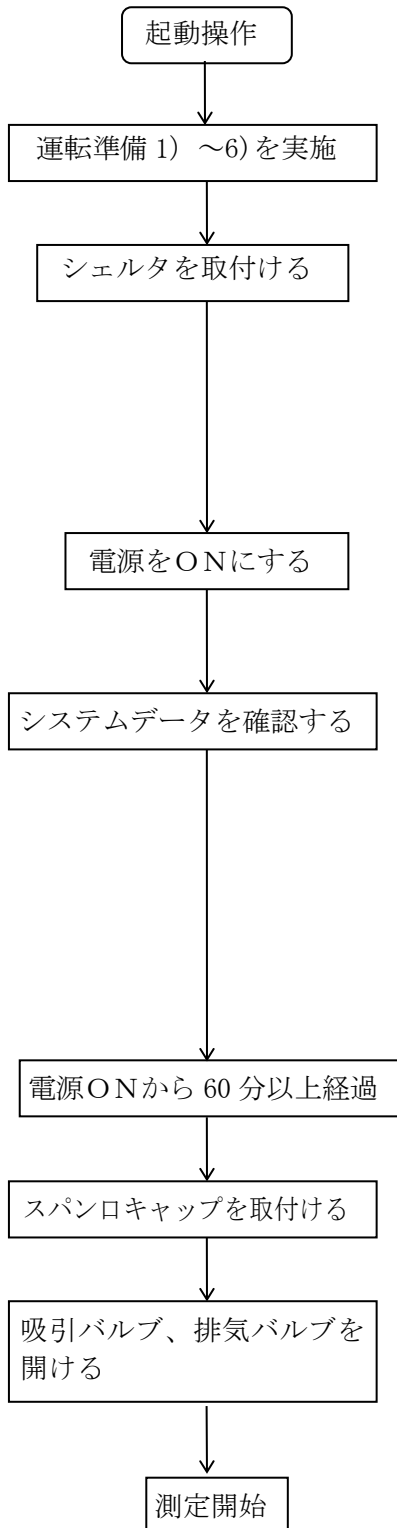 起動操作
運転準備 1) ~6)を実施
シェルタを取付ける
電源をＯＮにする
システムデータを確認する
電源ＯＮから 60 分以上経過
スパン口キャップを取付ける
吸引バルブ、排気バルブを
開ける
測定開始